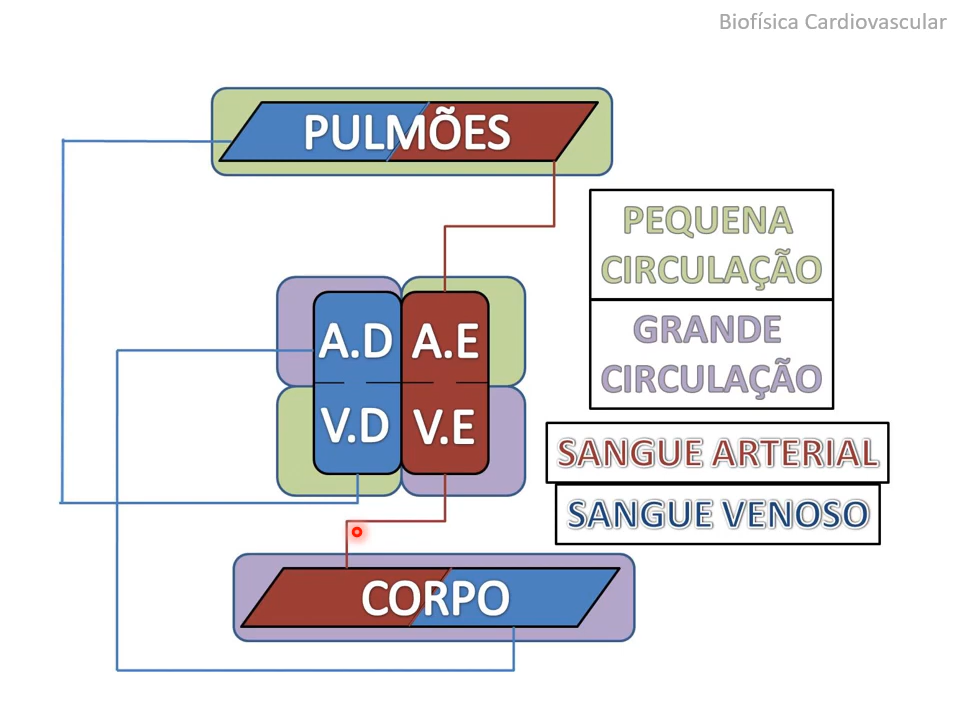 Biofísica Cardiovascular
PULMÕES
PEQUENA
CIRCULAÇÃO
GRANDE
CIRCULAÇÃO
A.D
A.E
V.D
V.E
SANGUE ARTERIAL
SANGUE VENOSO
CORPO